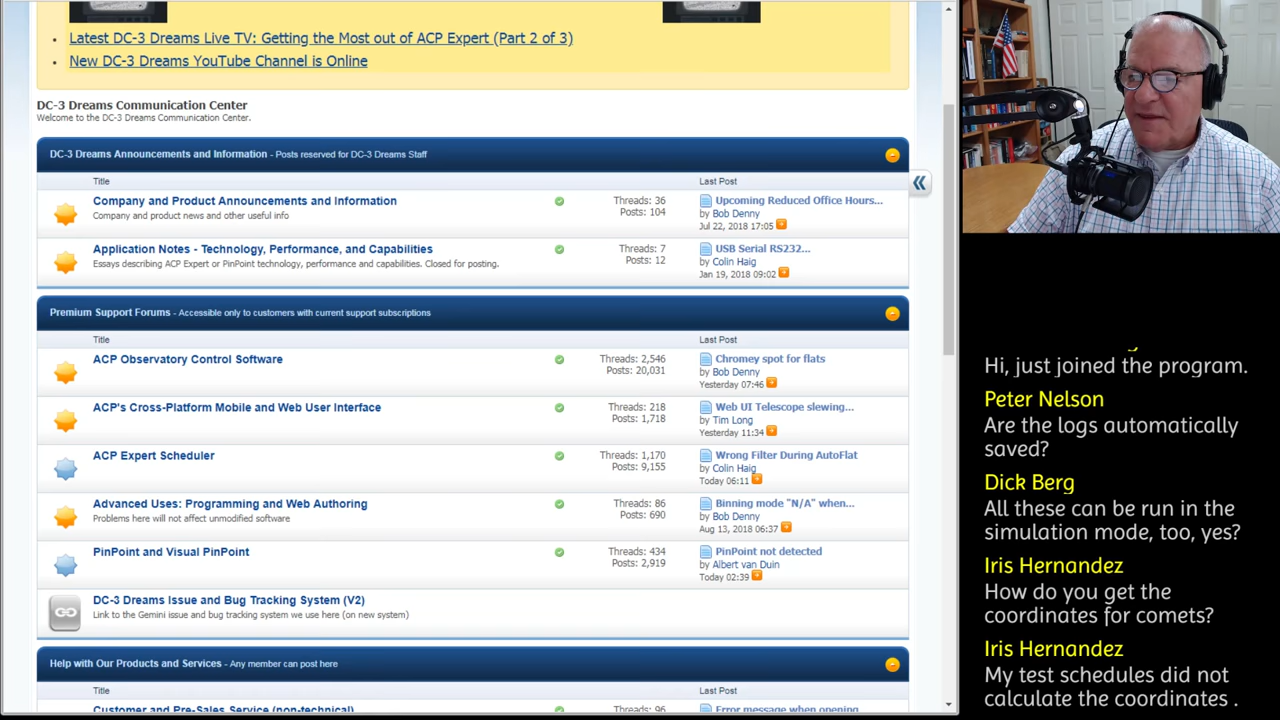 Latest DC-3 Dreams Live TV: Getting the Most out of ACP Expert (Part 2 of 3)
New DC-3 Dreams YouTube Channel is Online
DC-3 Dreams Communication Center
Welcome to the DC-3 Dreams Communication Center.
DC-3 Dreams Announcements and Information - Posts reserved for DC-3 Dreams Staff
Title Last Post
Company and Product Announcements and Information
Company and product news and other useful info
Threads: 36
Posts: 104
Upcoming Reduced Office Hours...
by Bob Denny
Jul 22, 2018 17:05
Application Notes - Technology, Performance, and Capabilities
Essays describing ACP Expert or PinPoint technology, performance and capabilities. Closed for posting.
Threads: 7
Posts: 12
USB Serial RS232...
by Colin Haig
Jan 19, 2018 09:02
Premium Support Forums - Accessible only to customers with current support subscriptions
Title Last Post
ACP Observatory Control Software
Threads: 2,546
Posts: 20,031
Chromey spot for flats
by Bob Denny
Yesterday 07:46
ACP's Cross-Platform Mobile and Web User Interface
Threads: 218
Posts: 1,718
Web UI Telescope slewing...
by Tim Long
Yesterday 11:34
ACP Expert Scheduler
Threads: 1,170
Posts: 9,155
Wrong Filter During AutoFlat
by Colin Haig
Today 06:11
Advanced Uses: Programming and Web Authoring
Problems here will not affect unmodified software
Threads: 86
Posts: 690
Binning mode "N/A" when...
by Bob Denny
Aug 13, 2018 06:37
PinPoint and Visual PinPoint
Threads: 434
Posts: 2,919
PinPoint not detected
by Albert van Duin
Today 02:39
DC-3 Dreams Issue and Bug Tracking System (V2)
Link to the Gemini issue and bug tracking system we use here (on new system)
Help with Our Products and Services - Any member can post here
Title Last Post
Customer and Pre-Sales Service (non-technical)
Threads: 96
Error message when opening
Hi, just joined the program.
Peter Nelson
Are the logs automatically
saved?
Dick Berg
All these can be run in the
simulation mode, too, yes?
Iris Hernandez
How do you get the
coordinates for comets?
Iris Hernandez
My test schedules did not
calculate the coordinates .